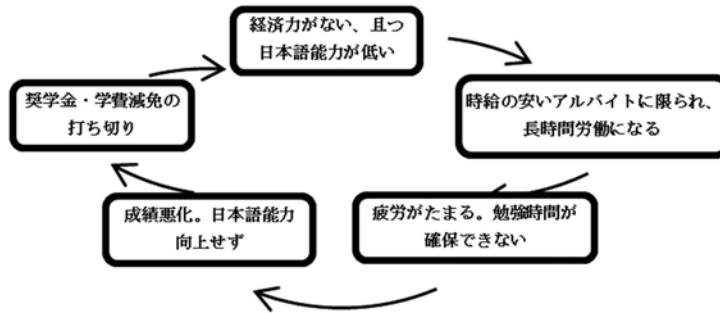 経済力がない、且つ
日本語能力が低い
時給の安いアルバイトに限られ、
長時間労働になる
疲労がたまる。勉強時間が
確保できない
成績悪化。日本語能力
向上せず
奨学金・学費減免の
打ち切り